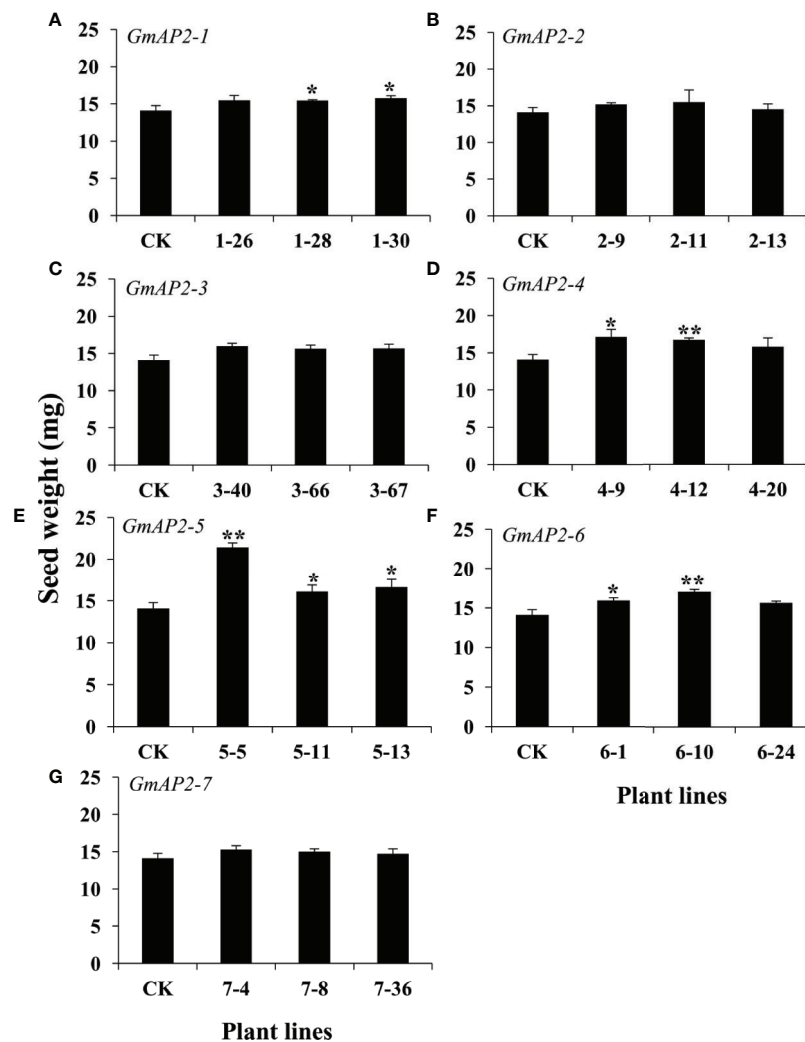 A
GmAP2-1
25
20
15
10
5
0
* *
CK 1-26 1-28 1-30
B
GmAP2-2
25
20
15
10
5
0
CK 2-9 2-11 2-13
C
GmAP2-3
25
20
15
10
5
0
CK 3-40 3-66 3-67
D
GmAP2-4
25
20
15
10
5
0
* **
CK 4-9 4-12 4-20
Seed weight (mg)
E
GmAP2-5
25
20
15
10
5
0
** * *
CK 5-5 5-11 5-13
F
GmAP2-6
25
20
15
10
5
0
* **
CK 6-1 6-10 6-24
Plant lines
G
GmAP2-7
25
20
15
10
5
0
CK 7-4 7-8 7-36
Plant lines